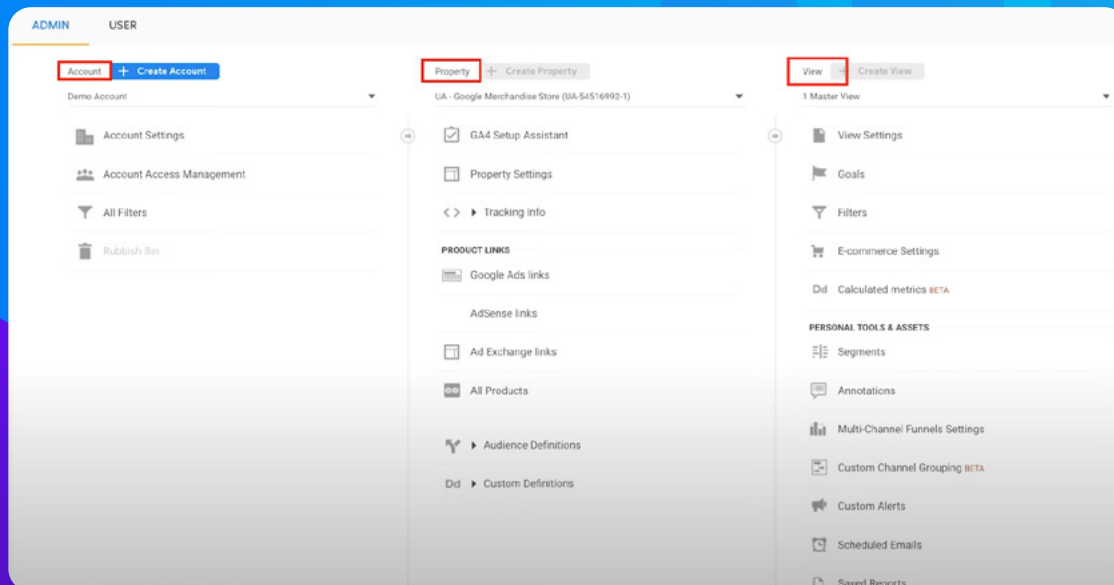 ADMIN USER
Account + Create Account
Demo Account
Account Settings
Account Access Management
All Filters
Rubbish Bin
Property + Create Property
UA - Google Merchandise Store (UA-54516992-1)
GA4 Setup Assistant
Property Settings
< > Tracking Info
PRODUCT LINKS
Google Ads links
AdSense links
Ad Exchange links
All Products
Audience Definitions
Dd Custom Definitions
View + Create View
1 Master View
View Settings
Goals
Filters
E-commerce Settings
Dd Calculated metrics BETA
PERSONAL TOOLS & ASSETS
Segments
Annotations
Multi-Channel Funnels Settings
Custom Channel Grouping BETA
Custom Alerts
Scheduled Emails
Saved Reports